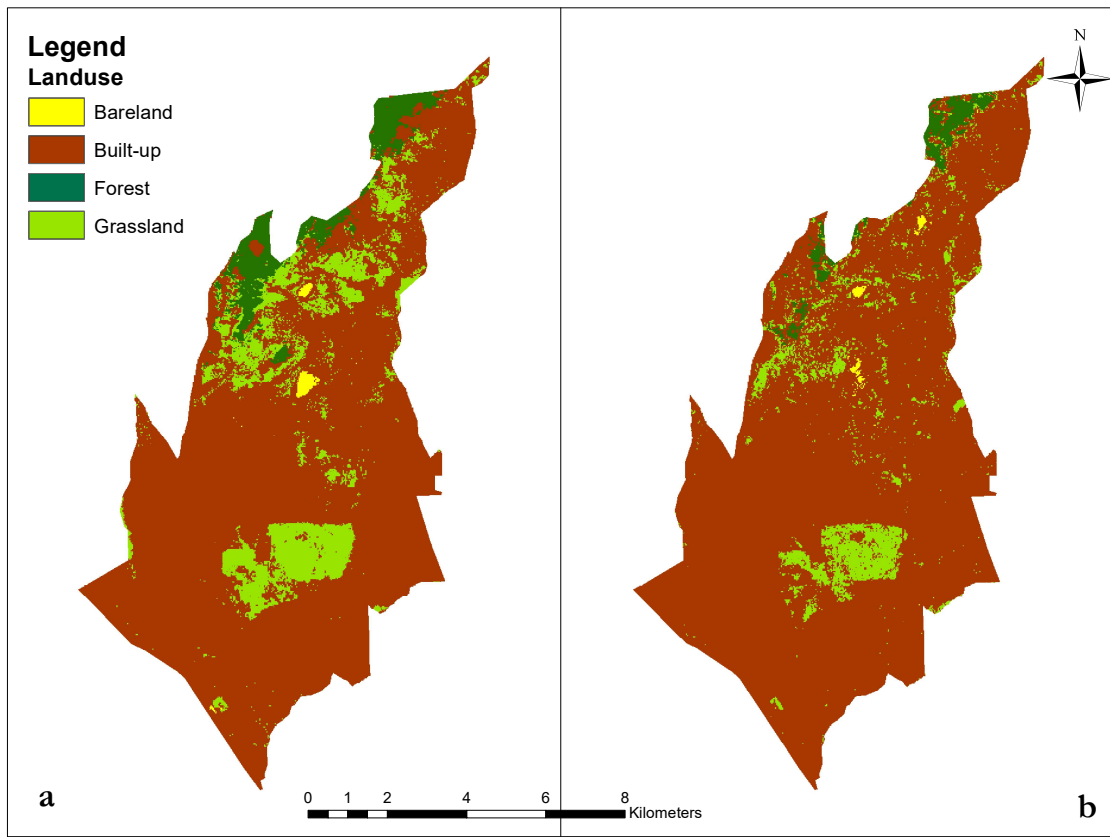 Legend
Landuse
Bareland
Built-up
Forest
Grassland
N
a
b
0 1 2 4 6 8
Kilometers